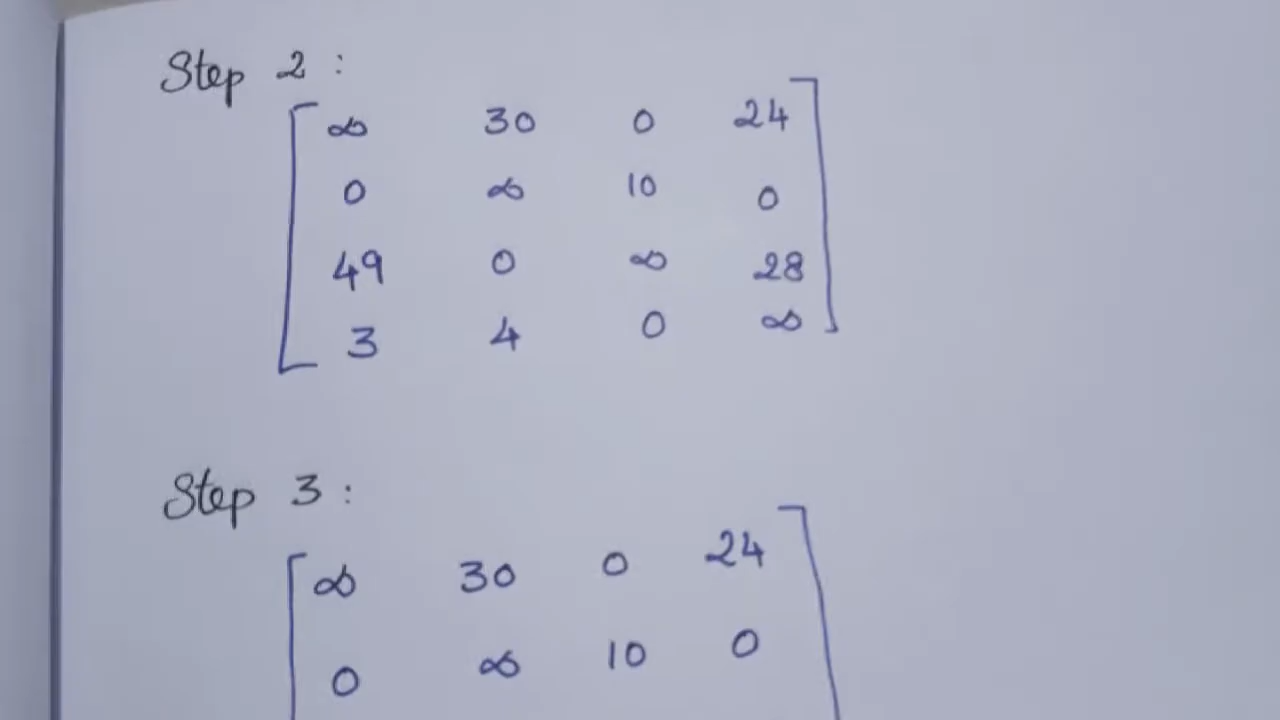 Step 2 :
∞ 30 0 24
0 ∞ 10 0
49 0 ∞ 28
3 4 0 ∞
Step 3 :
∞ 30 0 24
0 ∞ 10 0